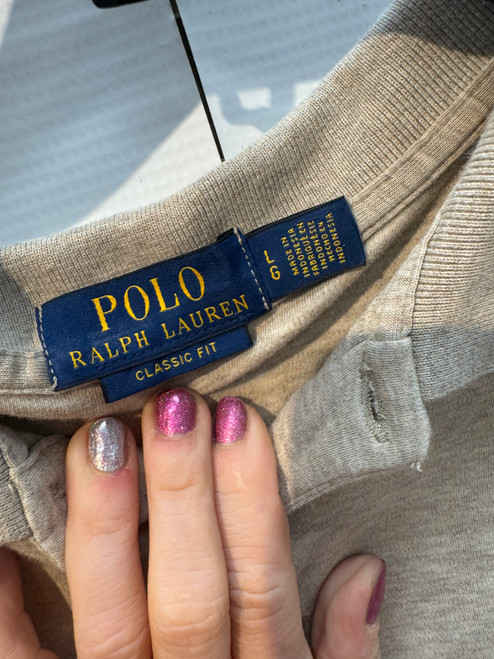 POLO
RALPH LAUREN
CLASSIC FIT
L
G
MADE IN
INDONESIA
FABRIQUÉ EN
INDONÉSIE
HECHO EN
INDONESIA